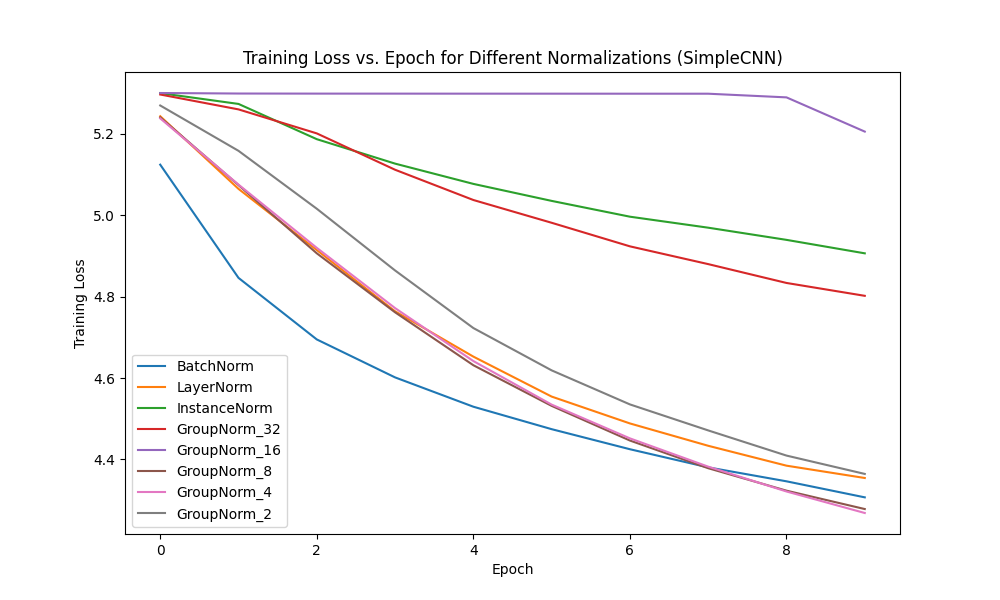 Training Loss vs. Epoch for Different Normalizations (SimpleCNN)
Training Loss
5.2
5.0
4.8
4.6
4.4
BatchNorm
LayerNorm
InstanceNorm
GroupNorm_32
GroupNorm_16
GroupNorm_8
GroupNorm_4
GroupNorm_2
0 2 4 6 8
Epoch